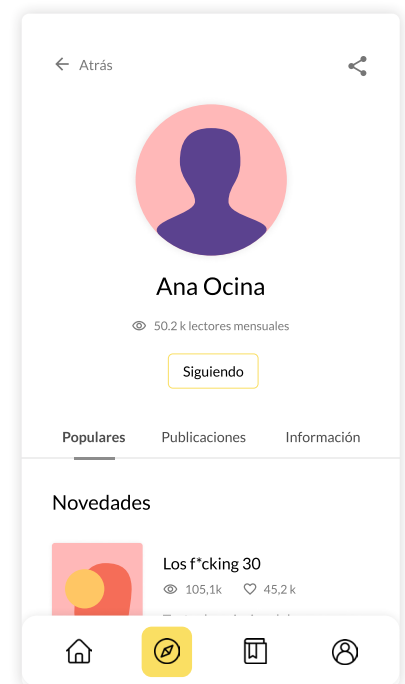 Atrás
Ana Ocina
50.2 k lectores mensuales
Siguiendo
Populares Publicaciones Información
Novedades
Los f*cking 30
105,1k 45,2 k